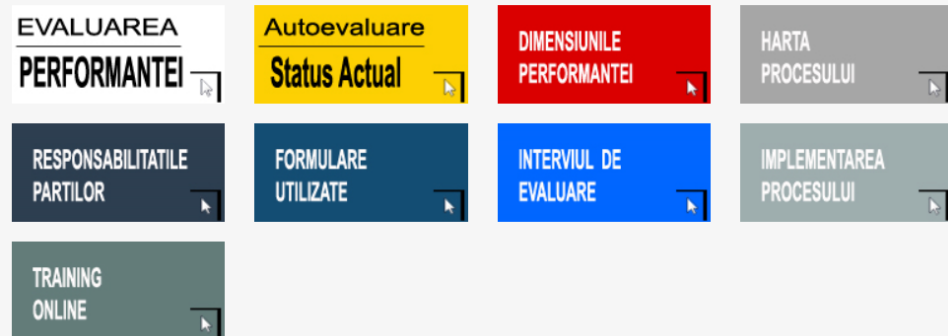 EVALUAREA
PERFORMANTEI
Autoevaluare
Status Actual
DIMENSIUNILE
PERFORMANTEI
HARTA
PROCESULUI
RESPONSABILITATILE
PARTILOR
FORMULARE
UTILIZATE
INTERVIUL DE
EVALUARE
IMPLEMENTAREA
PROCESULUI
TRAINING
ONLINE